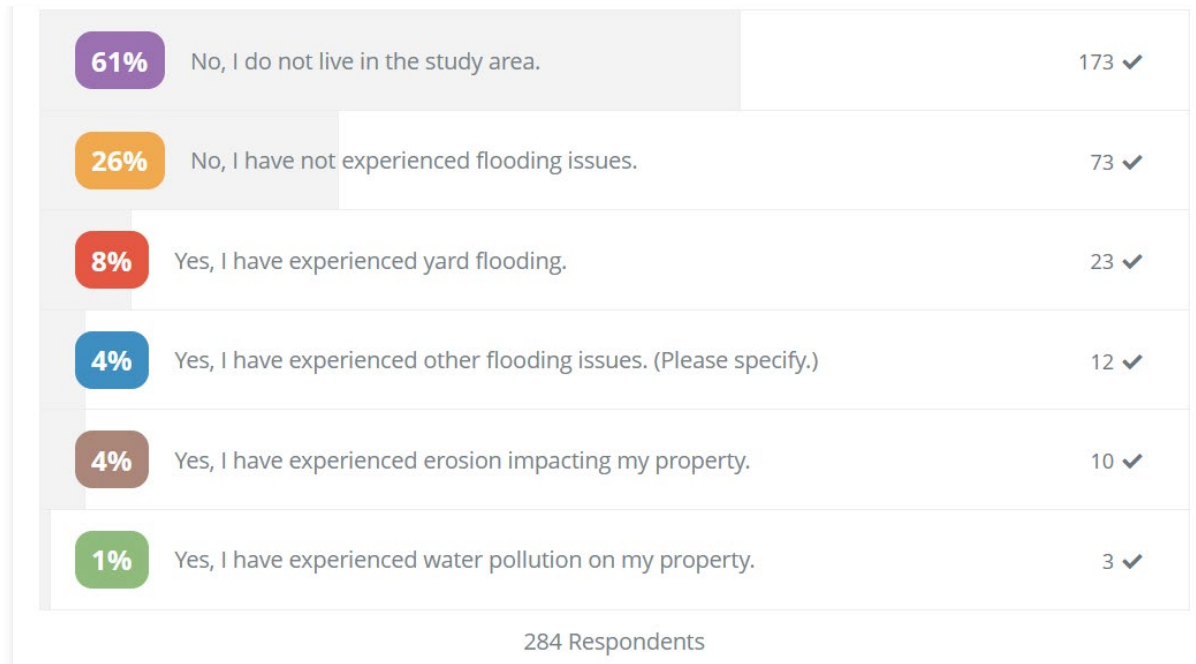 61% No, I do not live in the study area. 173 ✔
26% No, I have not experienced flooding issues. 73 ✔
8% Yes, I have experienced yard flooding. 23 ✔
4% Yes, I have experienced other flooding issues. (Please specify.) 12 ✔
4% Yes, I have experienced erosion impacting my property. 10 ✔
1% Yes, I have experienced water pollution on my property. 3 ✔
284 Respondents